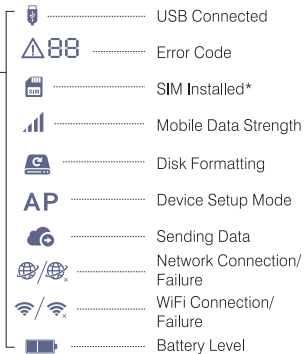 USB Connected
88 Error Code
SIM SIM Installed*
Mobile Data Strength
C Disk Formatting
AP Device Setup Mode
Sending Data
Network Connection/
Failure
WiFi Connection/
Failure
Battery Level